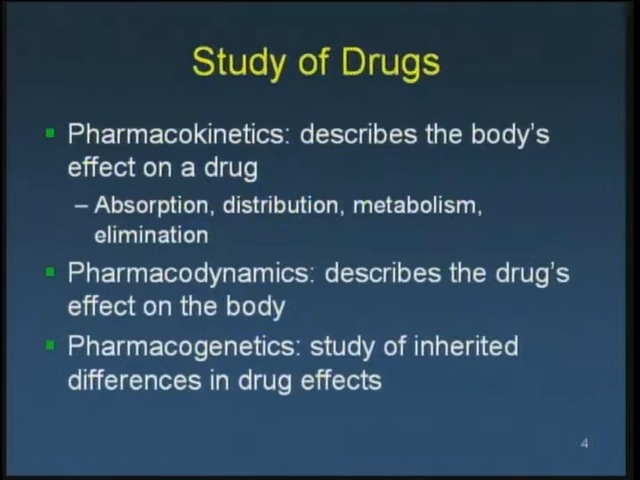 Study of Drugs
Pharmacokinetics: describes the body's
effect on a drug
– Absorption, distribution, metabolism,
elimination
Pharmacodynamics: describes the drug's
effect on the body
Pharmacogenetics: study of inherited
differences in drug effects
4